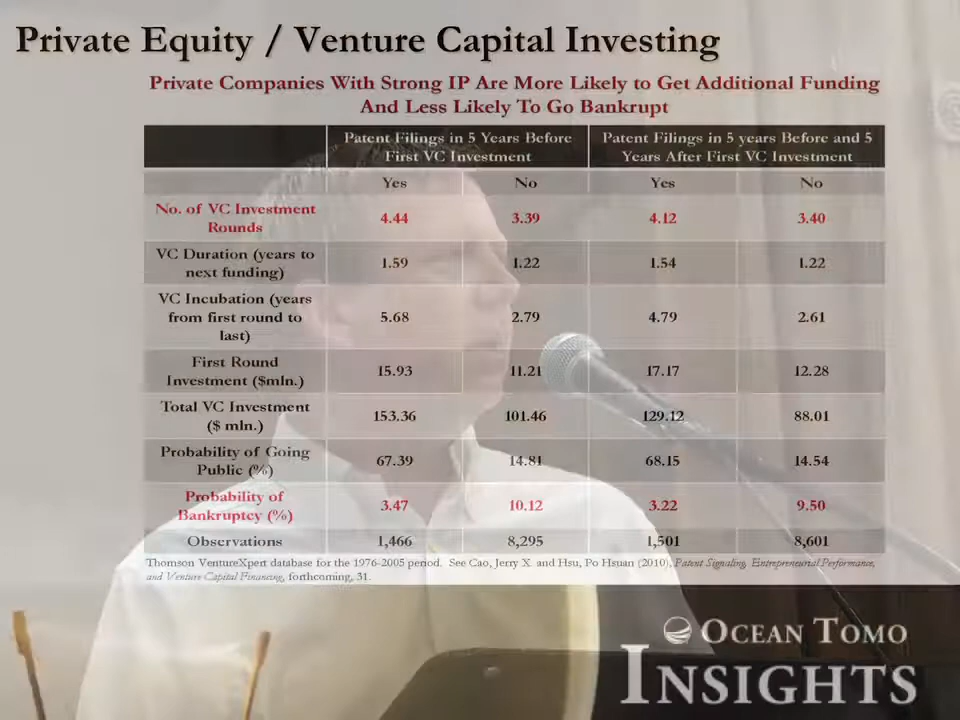 Private Equity / Venture Capital Investing
Private Companies With Strong IP Are More Likely to Get Additional Funding
And Less Likely To Go Bankrupt
Patent Filings in 5 Years Before
First VC Investment
Patent Filings in 5 years Before and 5
Years After First VC Investment
Yes No Yes No
No. of VC Investment
Rounds
4.44 3.39 4.12 3.40
VC Duration (years to
next funding)
1.59 1.22 1.54 1.22
VC Incubation (years
from first round to
last)
5.68 2.79 4.79 2.61
First Round
Investment ($mln.)
15.93 11.21 17.17 12.28
Total VC Investment
($ mln.)
153.36 101.46 129.12 88.01
Probability of Going
Public (%)
67.39 14.81 68.15 14.54
Probability of
Bankruptcy (%)
3.47 10.12 3.22 9.50
Observations 1,466 8,295 1,501 8,601
Thomson VentureXpert database for the 1976-2005 period. See Cao, Jerry X. and Hsu, Po Hsuan (2010), Patent Signaling, Entrepreneurial Performance,
and Venture Capital Financing, forthcoming, 31.
OCEAN TOMO
INSIGHTS